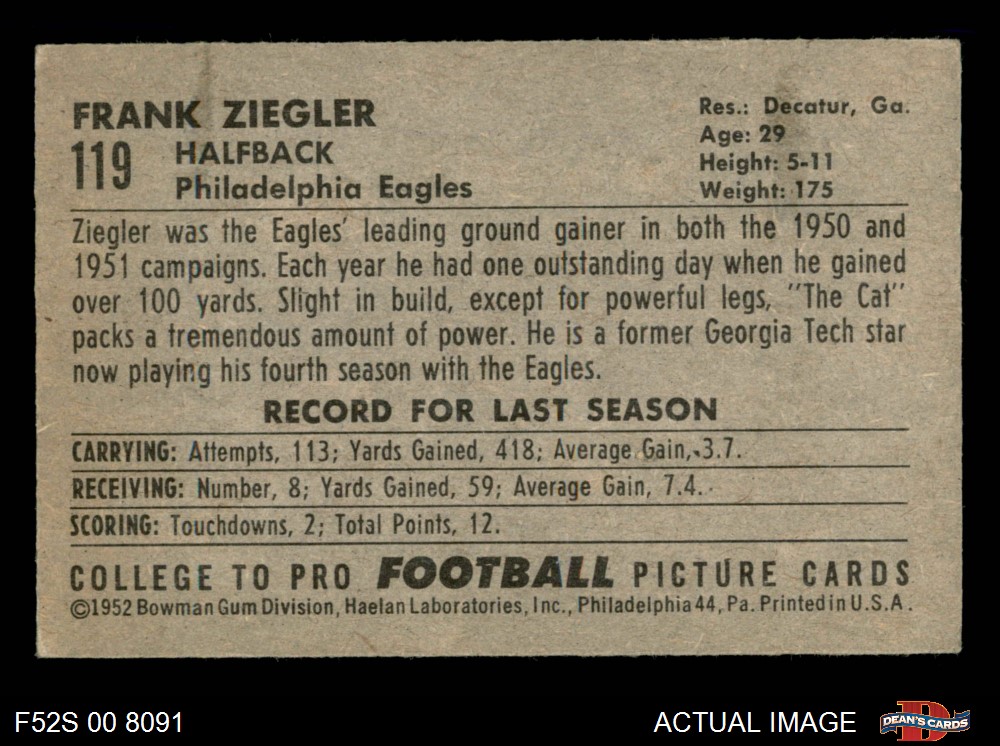 FRANK ZIEGLER
119 HALFBACK
Philadelphia Eagles
Res.: Decatur, Ga.
Age: 29
Height: 5-11
Weight: 175
Ziegler was the Eagles' leading ground gainer in both the 1950 and
1951 campaigns. Each year he had one outstanding day when he gained
over 100 yards. Slight in build, except for powerful legs, "The Cat"
packs a tremendous amount of power. He is a former Georgia Tech star
now playing his fourth season with the Eagles.
RECORD FOR LAST SEASON
CARRYING: Attempts, 113; Yards Gained, 418; Average Gain, 3.7.
RECEIVING: Number, 8; Yards Gained, 59; Average Gain, 7.4.
SCORING: Touchdowns, 2; Total Points, 12.
COLLEGE TO PRO FOOTBALL PICTURE CARDS
©1952 Bowman Gum Division, Haelan Laboratories, Inc., Philadelphia 44, Pa. Printed in U.S.A.
F52S 00 8091
ACTUAL IMAGE
DEAN'S CARDS